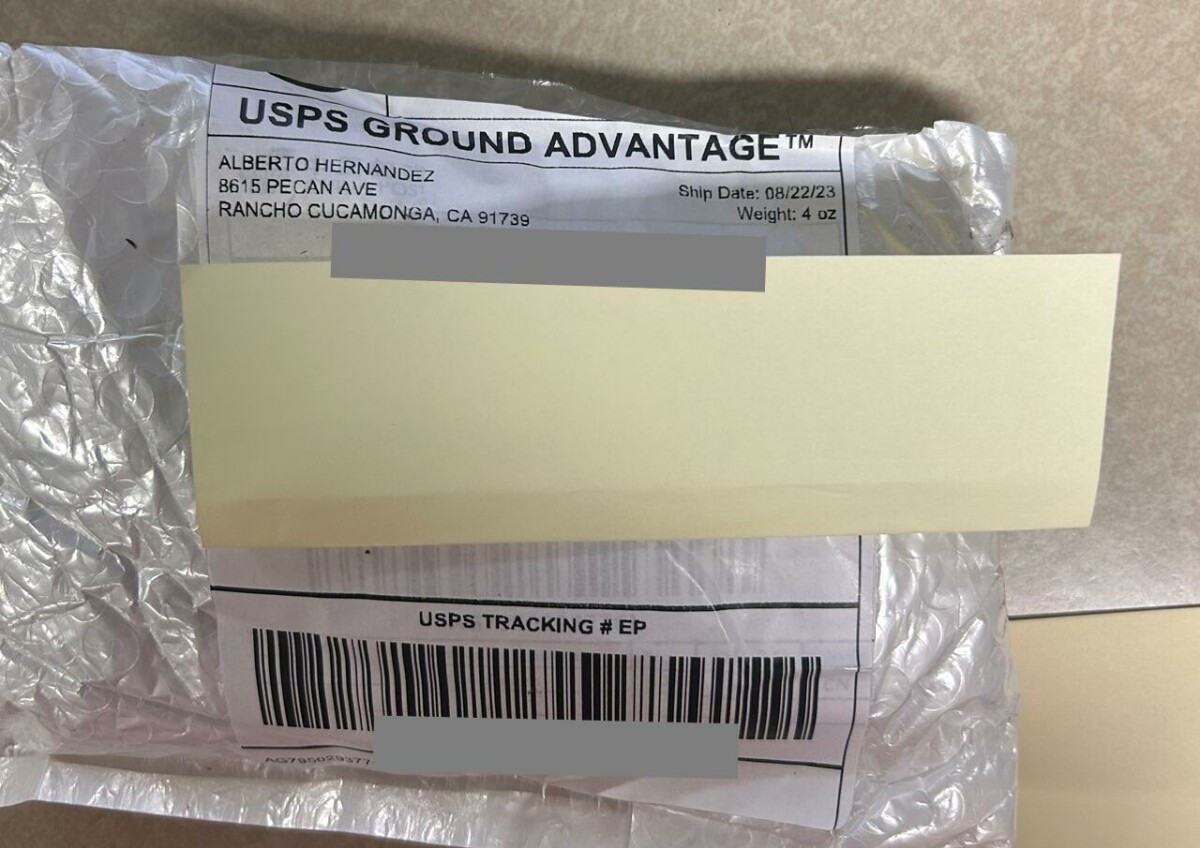 USPS GROUND ADVANTAGE™
ALBERTO HERNANDEZ
8615 PECAN AVE
RANCHO CUCAMONGA, CA 91739
Ship Date: 08/22/23
Weight: 4 oz
USPS TRACKING # EP
AG795029377